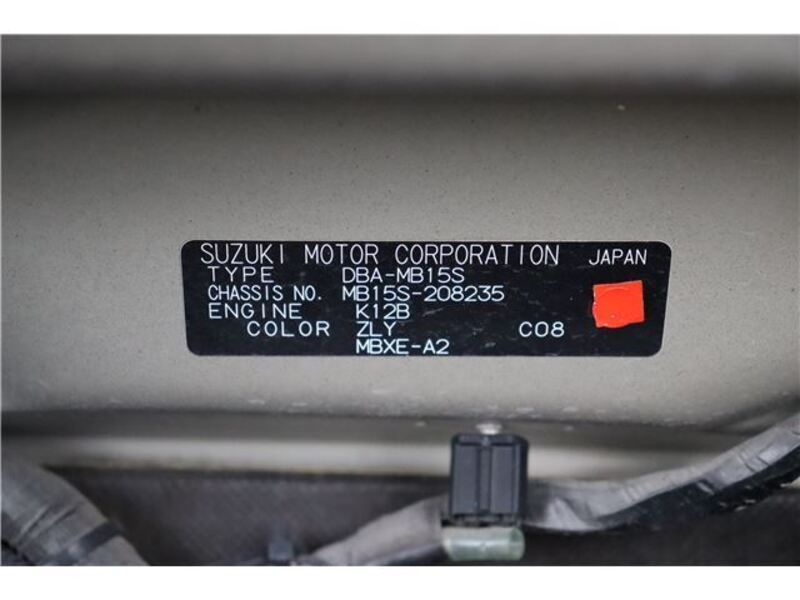 SUZUKI MOTOR CORPORATION JAPAN
TYPE DBA-MB15S
CHASSIS NO. MB15S-208235
ENGINE K12B
COLOR ZLY C08
MBXE-A2